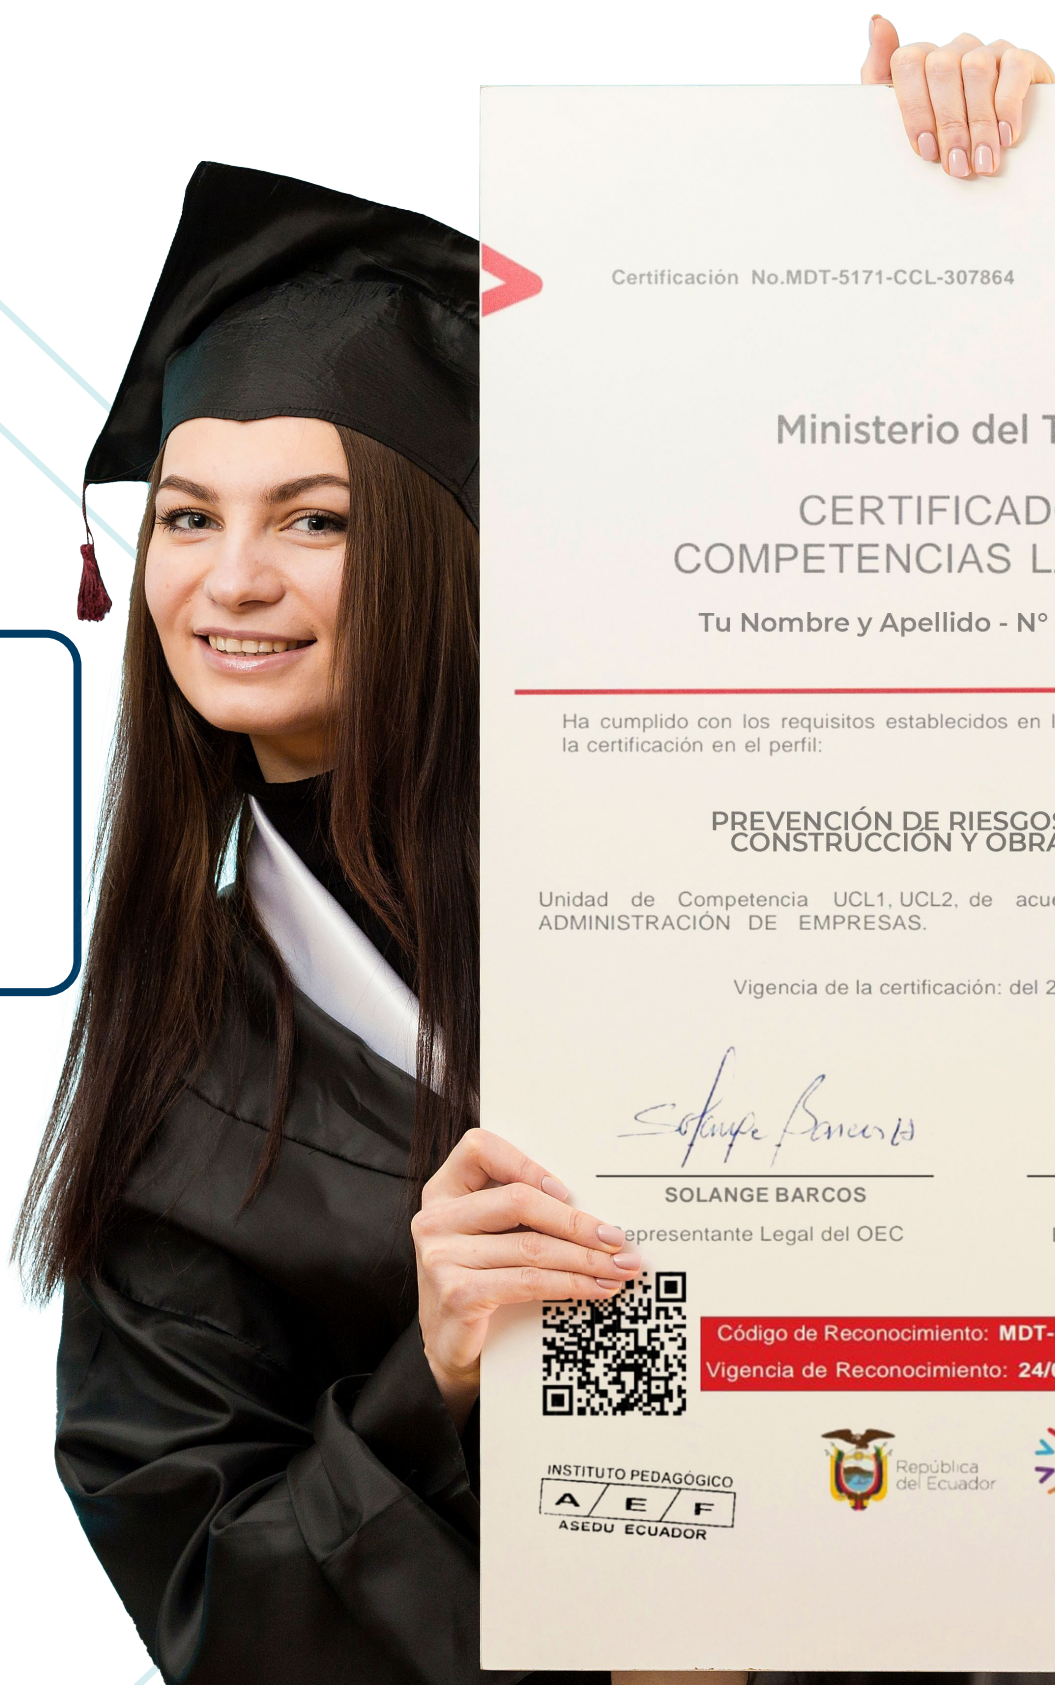 Certificación No.MDT-5171-CCL-307864
Ministerio del
CERTIFICAD
COMPETENCIAS
Tu Nombre y Apellido - N°
Ha cumplido con los requisitos establecidos en
la certificación en el perfil:
PREVENCIÓN DE RIESGOS
CONSTRUCCIÓN Y OBRA
Unidad de Competencia UCL1, UCL2, de
ADMINISTRACIÓN DE EMPRESAS.
Vigencia de la certificación: del 2
Solange Barcos
SOLANGE BARCOS
epresentante Legal del OEC
Código de Reconocimiento: MDT-
Vigencia de Reconocimiento: 24/
República
del Ecuador
INSTITUTO PEDAGÓGICO
A E F
ASEDU ECUADOR